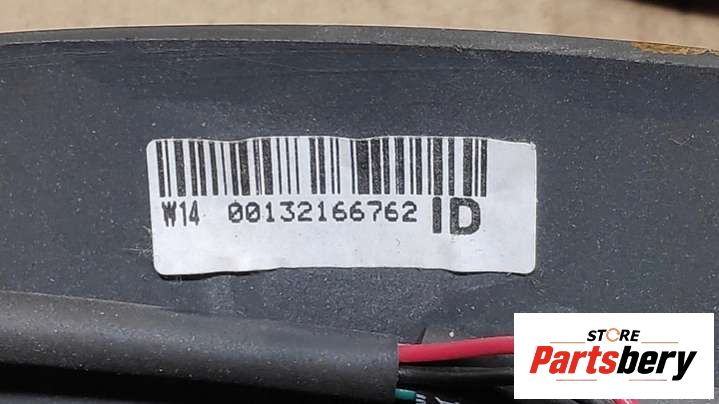 W14 00132166762 ID
STORE
Partsbery